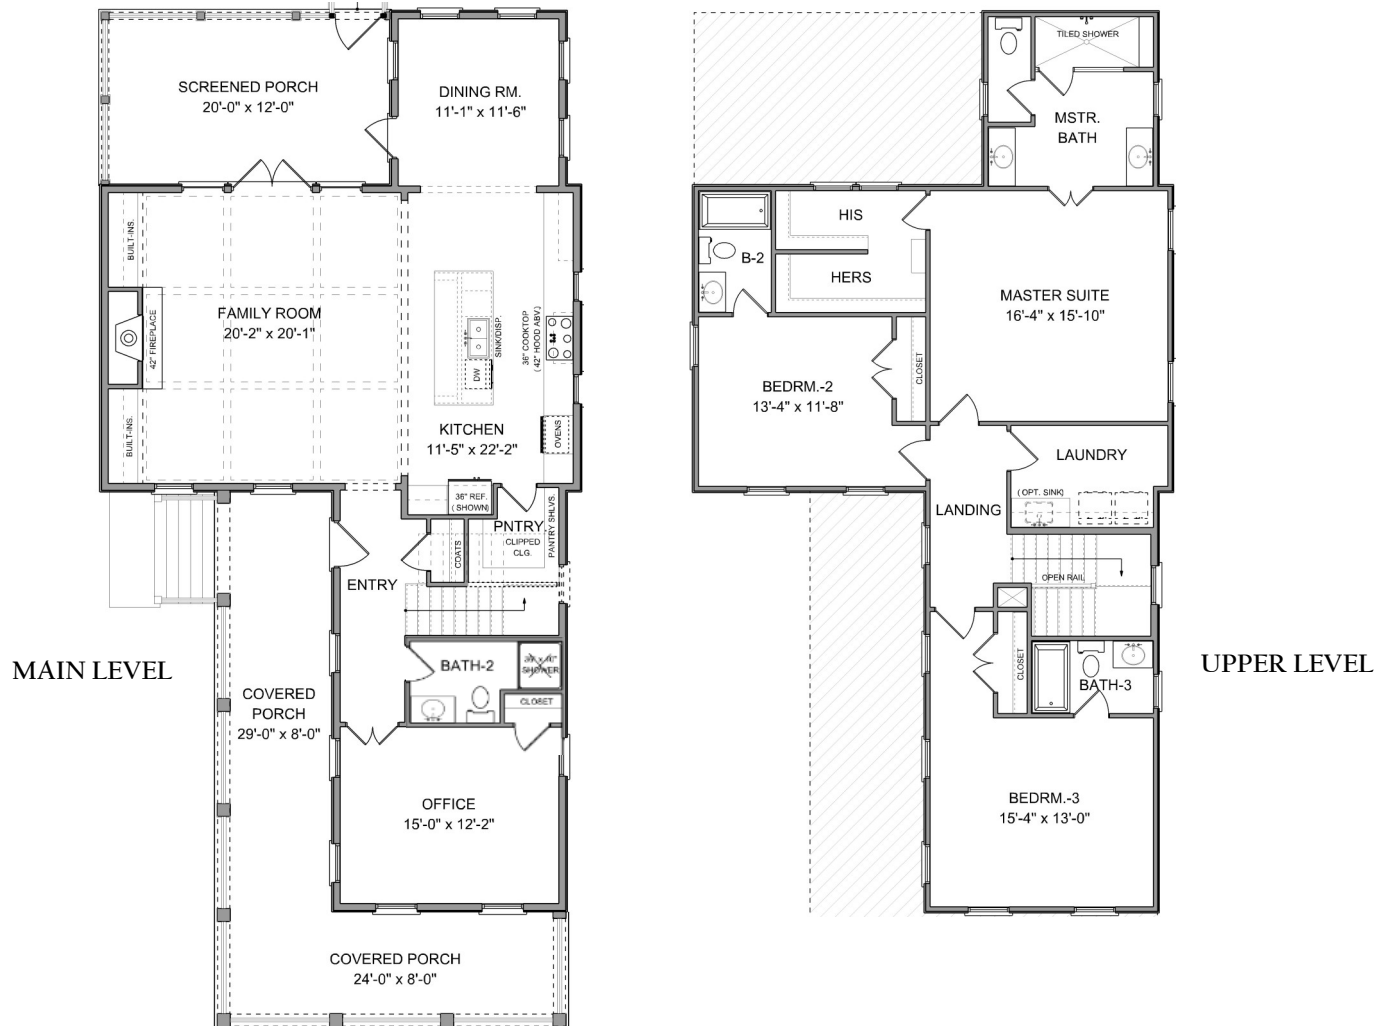 SCREENED PORCH
20'-0" x 12'-0"
DINING RM.
11'-1" x 11'-6"
BUILT-INS.
FAMILY ROOM
20'-2" x 20'-1"
42" FIREPLACE
BUILT-INS.
SINK/DISP.
DW
36" COOKTOP
( 42" HOOD ABV.)
KITCHEN
11'-5" x 22'-2"
OVENS
36" REF.
( SHOWN)
PNTRY.
CLIPPED
CLG.
PANTRY SHLVS.
COATS
ENTRY
BATH-2
SHOWER
CLOSET
MAIN LEVEL
COVERED
PORCH
29'-0" x 8'-0"
OFFICE
15'-0" x 12'-2"
COVERED PORCH
24'-0" x 8'-0"
TILED SHOWER
MSTR.
BATH
HIS
B-2
HERS
MASTER SUITE
16'-4" x 15'-10"
CLOSET
BEDRM.-2
13'-4" x 11'-8"
LAUNDRY
( OPT. SINK)
LANDING
OPEN RAIL
CLOSET
BATH-3
UPPER LEVEL
BEDRM.-3
15'-4" x 13'-0"